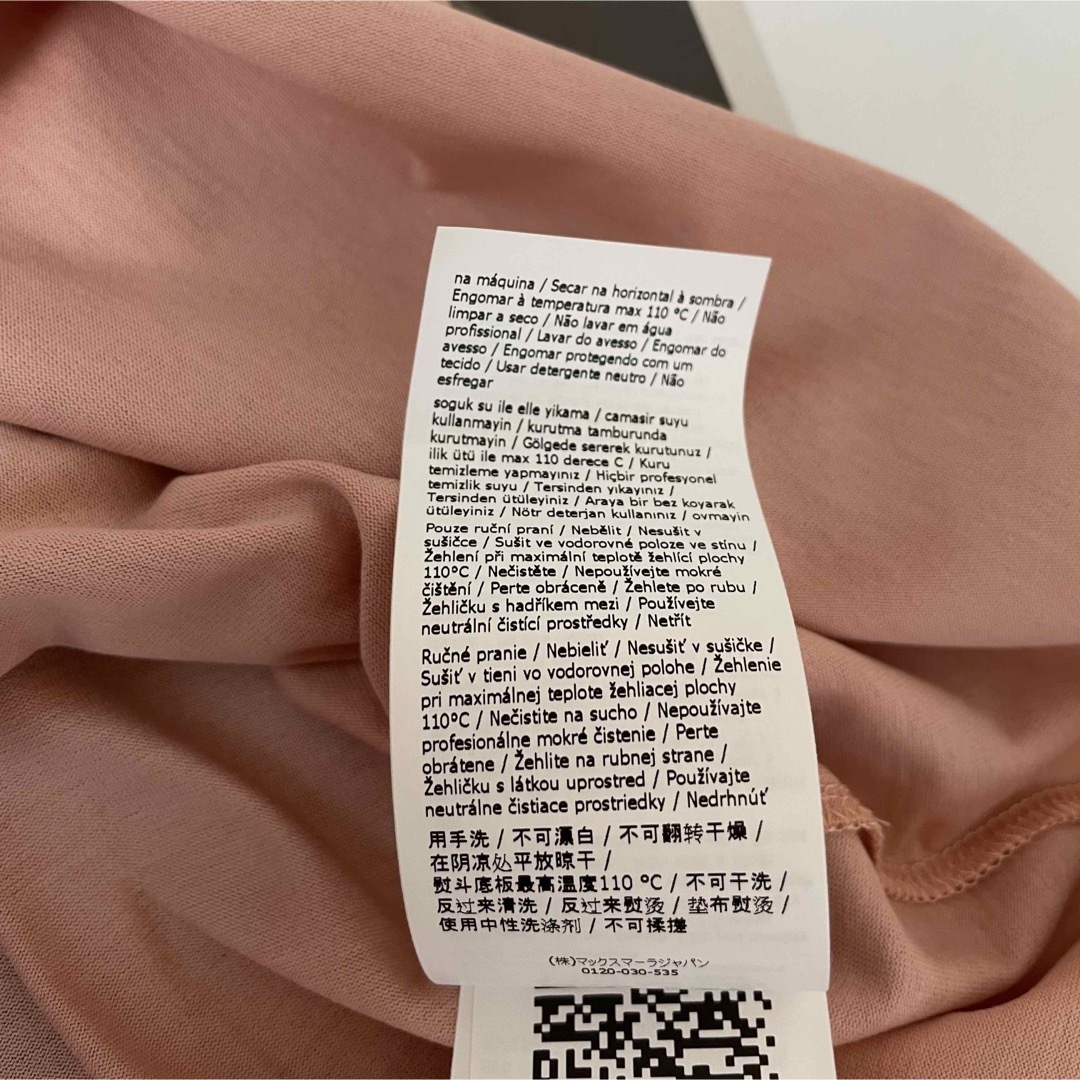 na máquina / Secar na horizontal à sombra /
Engomar à temperatura max 110 °C / Não
limpar a seco / Não lavar em água
profissional / Lavar do avesso / Engomar do
avesso / Engomar protegendo com um
tecido / Usar detergente neutro / Não
esfregar
soguk su ile elle yikama / camasir suyu
kullanmayin / kurutma tamburunda
kurutmayin / Gölgede sererek kurutunuz /
ilik ütü ile max 110 derece C / Kuru
temizleme yapmayınız / Hiçbir profesyonel
temizlik suyu / Tersinden yıkayınız /
Tersinden ütüleyiniz / Araya bir bez koyarak
ütüleyiniz / Nötr deterjan kullanınız / ovmayin
Pouze ruční praní / Nebělit / Nesušit v
sušičce / Sušit ve vodorovné poloze ve stínu /
Žehlení při maximální teplotě žehlící plochy
110°C / Nečistěte / Nepoužívejte mokré
čištění / Perte obráceně / Žehlete po rubu /
Žehličku s hadříkem mezi / Používejte
neutrální čistící prostředky / Netřít
Ručné pranie / Nebieliť / Nesušiť v sušičke /
Sušiť v tieni vo vodorovnej polohe / Žehlenie
pri maximálnej teplote žehliacej plochy
110°C / Nečistite na sucho / Nepoužívajte
profesionálne mokré čistenie / Perte
obrátene / Žehlite na rubnej strane /
Žehličku s látkou uprostred / Používajte
neutrálne čistiace prostriedky / Nedrhnúť
用手洗 / 不可漂白 / 不可翻转干燥 /
在阴凉处平放晾干 /
熨斗底板最高温度110 °C / 不可干洗 /
反过来清洗 / 反过来熨烫 / 垫布熨烫 /
使用中性洗涤剂 / 不可揉搓
(株)マックスマーラジャパン
0120-030-535